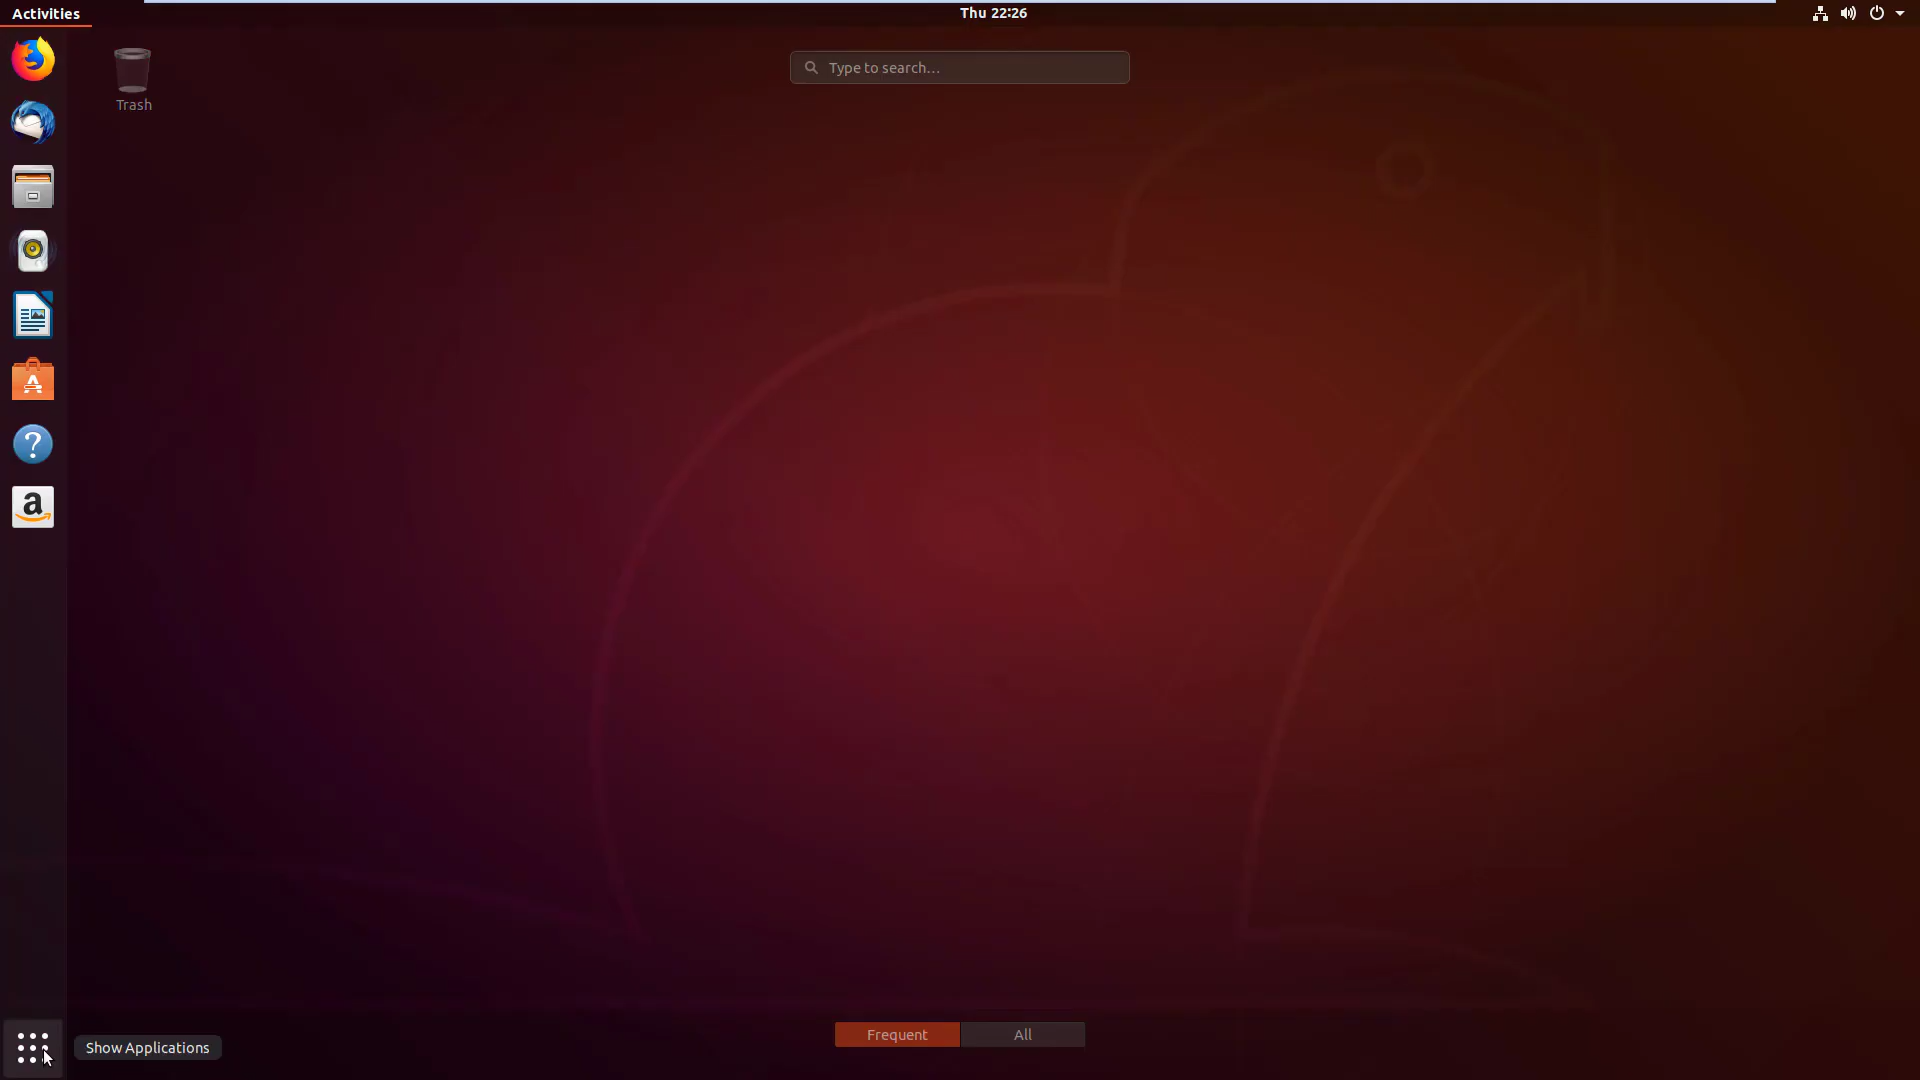 Activities
Thu 22:26
Trash
Type to search...
a
Show Applications
Frequent
All